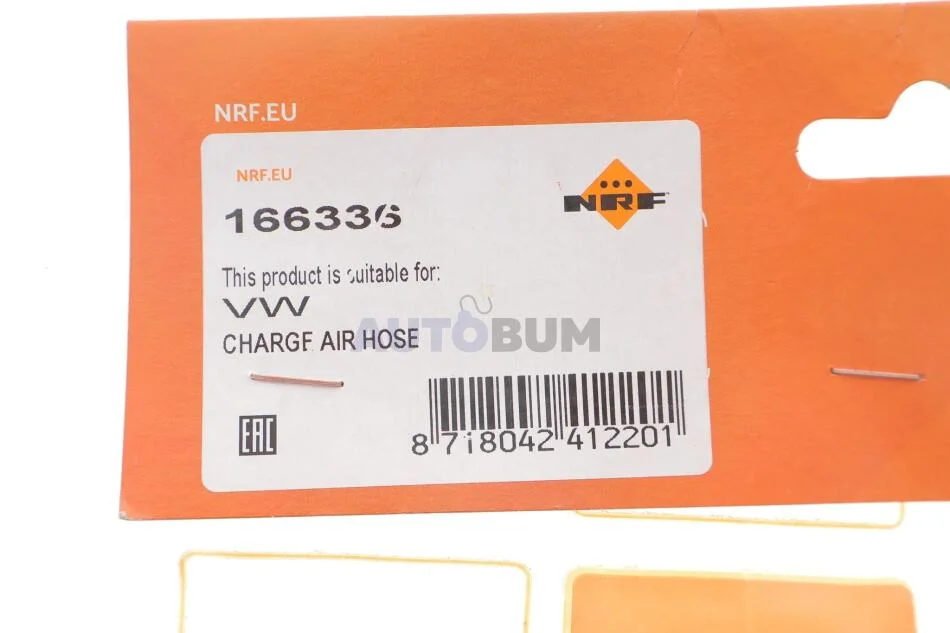 NRF.EU
NRF.EU
166336
NRF
This product is suitable for:
VW
CHARGE AIR HOSE
AUTOBUM
EAC
8 718042 412201